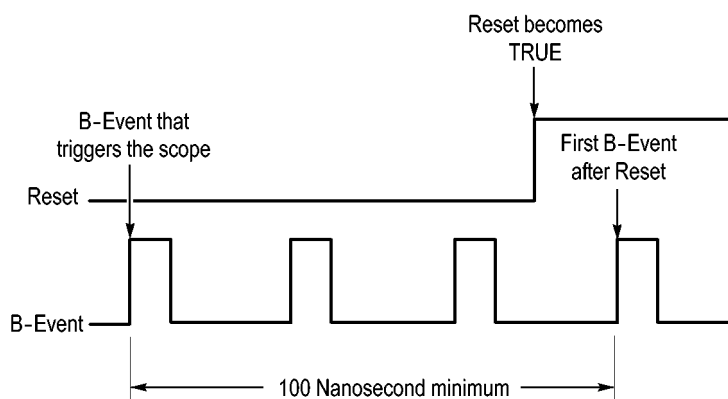 Reset becomes
TRUE
B-Event that
triggers the scope
First B-Event
after Reset
Reset
B-Event
100 Nanosecond minimum